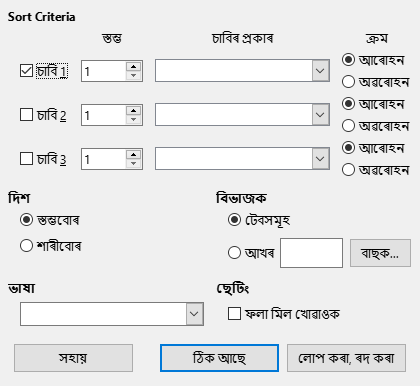 Sort Criteria
স্তম্ভ চাবিৰ প্ৰকাৰ ক্ৰম
চাবি 1 1 আৰোহন
অৱৰোহন
চাবি 2 1 আৰোহন
অৱৰোহন
চাবি 3 1 আৰোহন
অৱৰোহন
দিশ বিভাজক
স্তম্ভবোৰ টেবসমূহ
শাৰীবোৰ আখৰ বাছক...
ভাষা ছেটিং
ফলা মিল খোৱাওক
সহায় ঠিক আছে লোপ কৰা, ৰদ কৰা